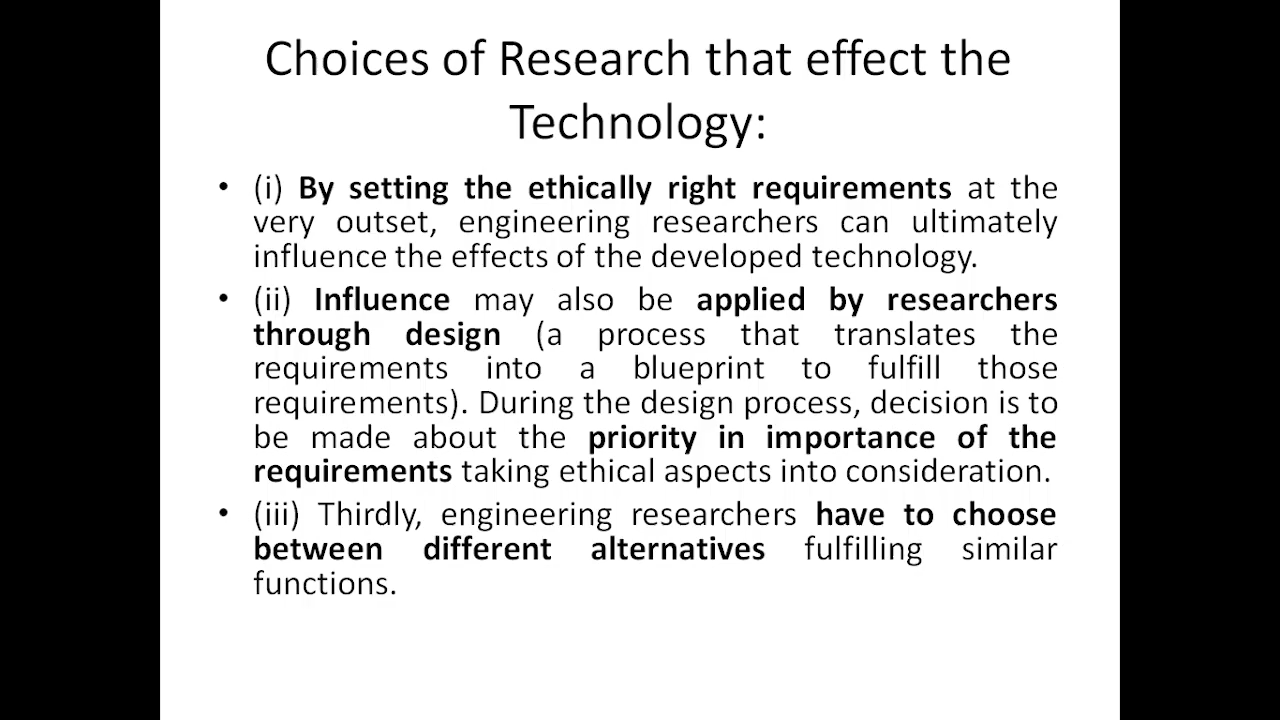 Choices of Research that effect the
Technology:
• (i) By setting the ethically right requirements at the
very outset, engineering researchers can ultimately
influence the effects of the developed technology.
• (ii) Influence may also be applied by researchers
through design (a process that translates the
requirements into a blueprint to fulfill those
requirements). During the design process, decision is to
be made about the priority in importance of the
requirements taking ethical aspects into consideration.
• (iii) Thirdly, engineering researchers have to choose
between different alternatives fulfilling similar
functions.